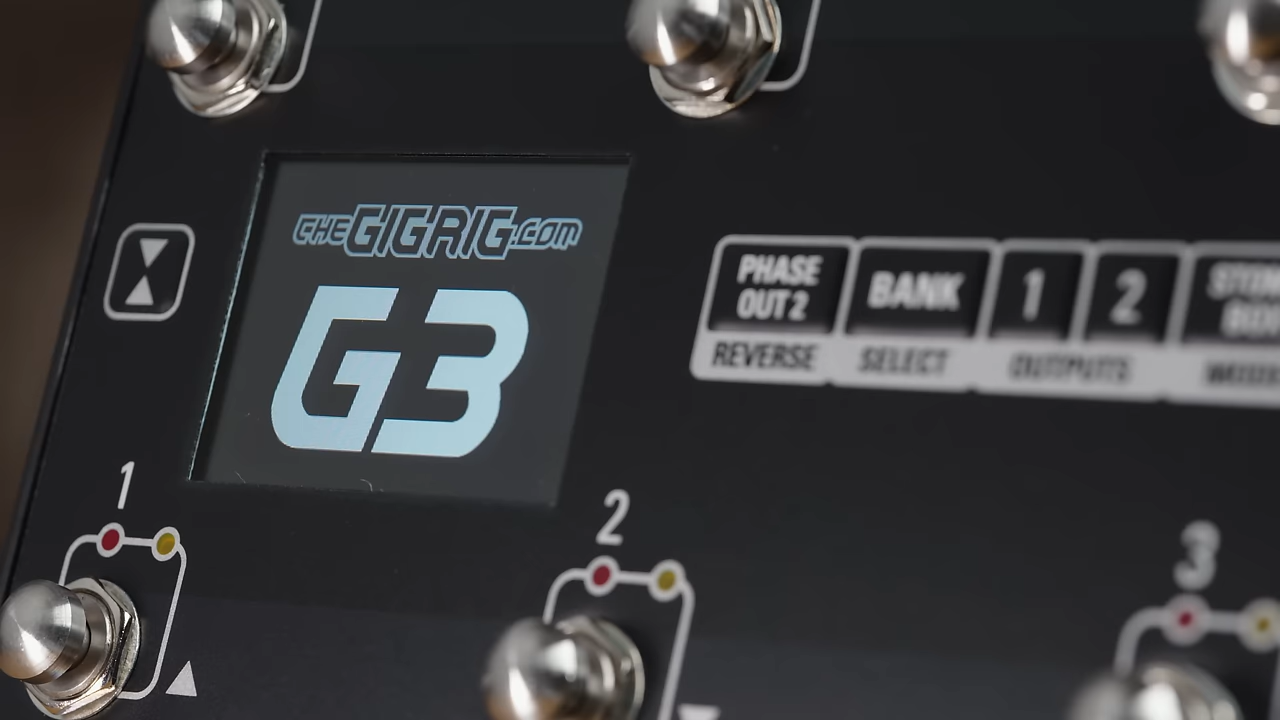 THEGIGRIG.COM
G3
PHASE OUT 2
BANK
1
2
REVERSE
SELECT
OUTPUTS
1
2
3